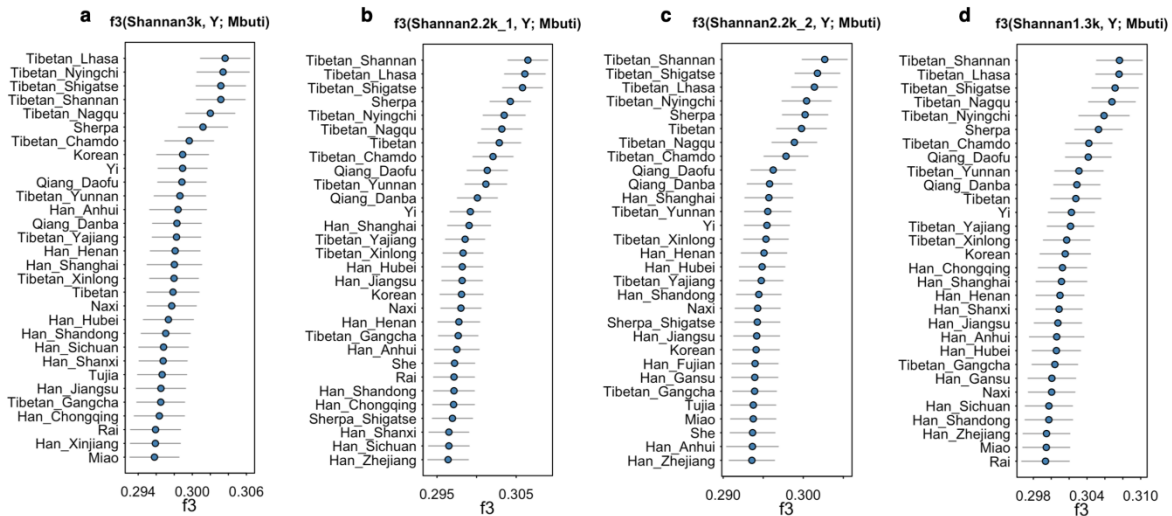 a f3(Shannan3k, Y; Mbuti)
Tibetan_Lhasa
Tibetan_Nyingchi
Tibetan_Shigatse
Tibetan_Shannan
Tibetan_Nagqu
Sherpa
Tibetan_Chamdo
Korean
Yi
Qiang_Daofu
Tibetan_Yunnan
Han_Anhui
Qiang_Danba
Tibetan_Yajiang
Han_Henan
Han_Shanghai
Tibetan_Xinlong
Tibetan
Naxi
Han_Hubei
Han_Shandong
Han_Sichuan
Han_Shanxi
Tujia
Han_Jiangsu
Tibetan_Gangcha
Han_Chongqing
Rai
Han_Xinjiang
Miao
0.294 0.300 0.306
f3
b f3(Shannan2.2k_1, Y; Mbuti)
Tibetan_Shannan
Tibetan_Lhasa
Tibetan_Shigatse
Sherpa
Tibetan_Nyingchi
Tibetan_Nagqu
Tibetan
Tibetan_Chamdo
Qiang_Daofu
Tibetan_Yunnan
Qiang_Danba
Yi
Han_Shanghai
Tibetan_Yajiang
Tibetan_Xinlong
Han_Hubei
Han_Jiangsu
Korean
Naxi
Han_Henan
Tibetan_Gangcha
Han_Anhui
She
Rai
Han_Shandong
Han_Chongqing
Sherpa_Shigatse
Han_Shanxi
Han_Sichuan
Han_Zhejiang
0.295 0.305
f3
c f3(Shannan2.2k_2, Y; Mbuti)
Tibetan_Shannan
Tibetan_Shigatse
Tibetan_Lhasa
Tibetan_Nyingchi
Sherpa
Tibetan
Tibetan_Nagqu
Tibetan_Chamdo
Qiang_Daofu
Qiang_Danba
Han_Shanghai
Tibetan_Yunnan
Yi
Tibetan_Xinlong
Han_Henan
Han_Hubei
Tibetan_Yajiang
Han_Shandong
Naxi
Sherpa_Shigatse
Han_Jiangsu
Korean
Han_Fujian
Han_Gansu
Tibetan_Gangcha
Tujia
Miao
She
Han_Anhui
Han_Zhejiang
0.290 0.300
f3
d f3(Shannan1.3k, Y; Mbuti)
Tibetan_Shannan
Tibetan_Lhasa
Tibetan_Shigatse
Tibetan_Nagqu
Tibetan_Nyingchi
Sherpa
Tibetan_Chamdo
Qiang_Daofu
Tibetan_Yunnan
Qiang_Danba
Tibetan
Yi
Tibetan_Yajiang
Tibetan_Xinlong
Korean
Han_Chongqing
Han_Shanghai
Han_Henan
Han_Shanxi
Han_Jiangsu
Han_Anhui
Han_Hubei
Tibetan_Gangcha
Han_Gansu
Naxi
Han_Sichuan
Han_Shandong
Han_Zhejiang
Miao
Rai
0.298 0.304 0.310
f3